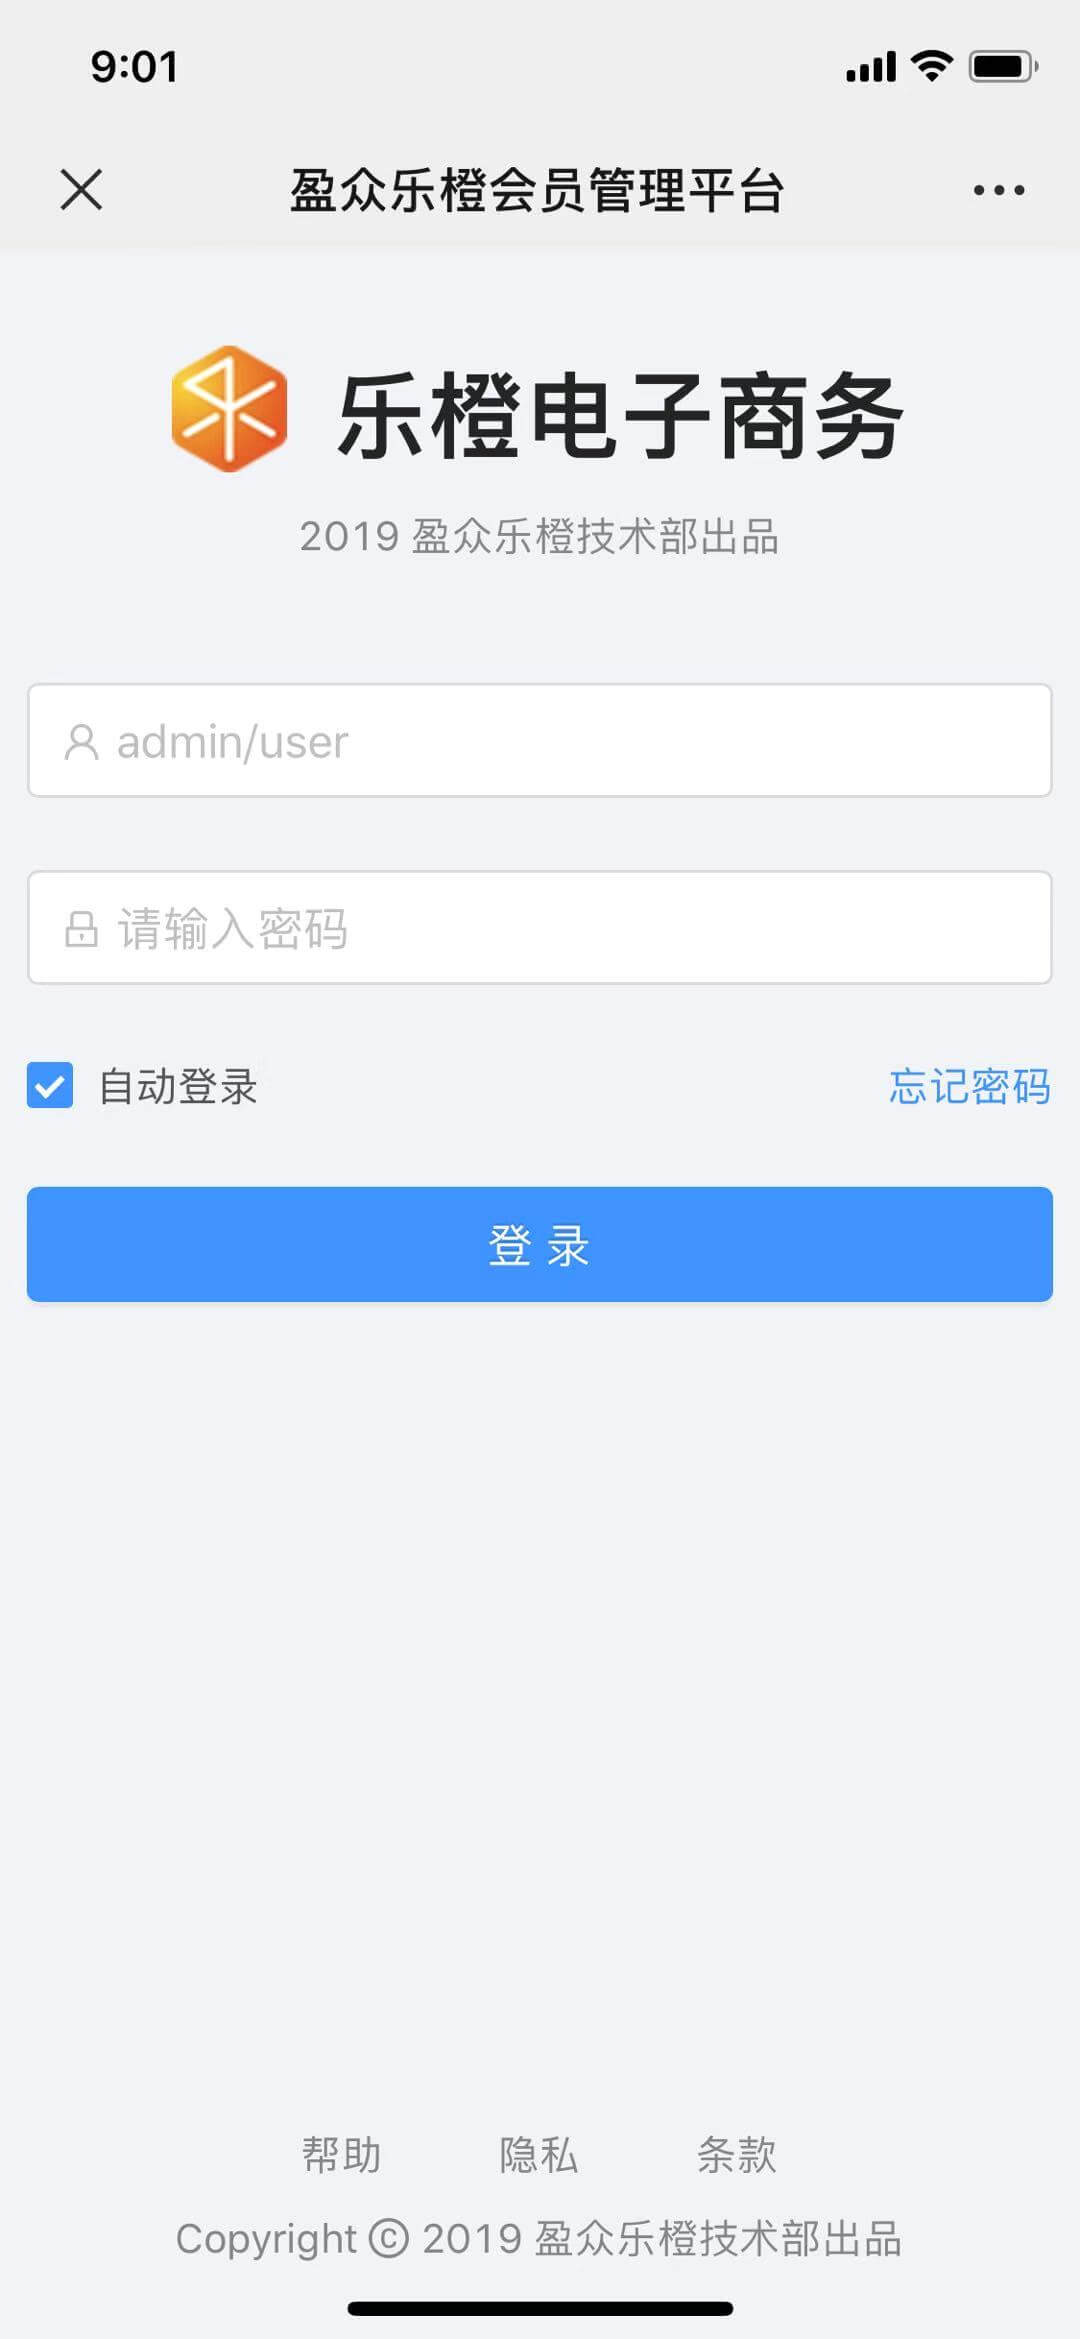 9:01
盈众乐橙会员管理平台
乐橙电子商务
2019 盈众乐橙技术部出品
admin/user
请输入密码
自动登录 忘记密码
登 录
帮助 隐私 条款
Copyright © 2019 盈众乐橙技术部出品